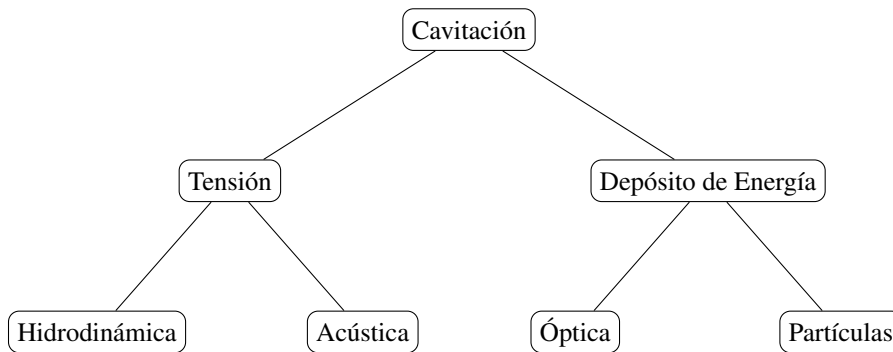 Cavitación
Tensión
Depósito de Energía
Hidrodinámica
Acústica
Óptica
Partículas